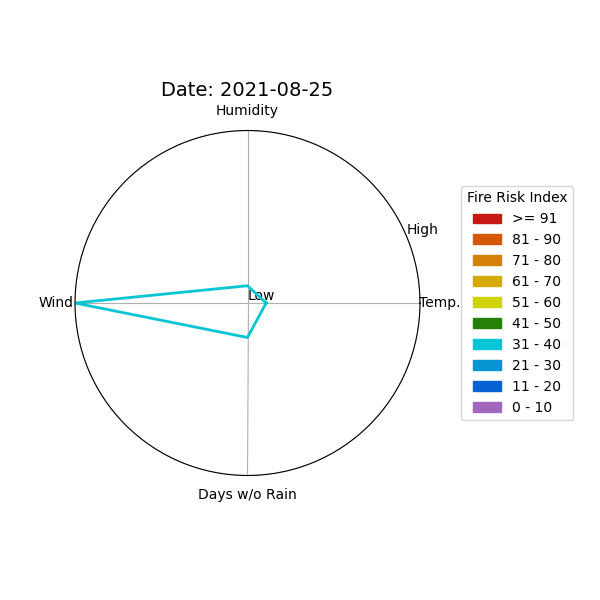 Date: 2021-08-25
Humidity
High
Low
Wind
Temp.
Days w/o Rain
Fire Risk Index
>= 91
81 - 90
71 - 80
61 - 70
51 - 60
41 - 50
31 - 40
21 - 30
11 - 20
0 - 10